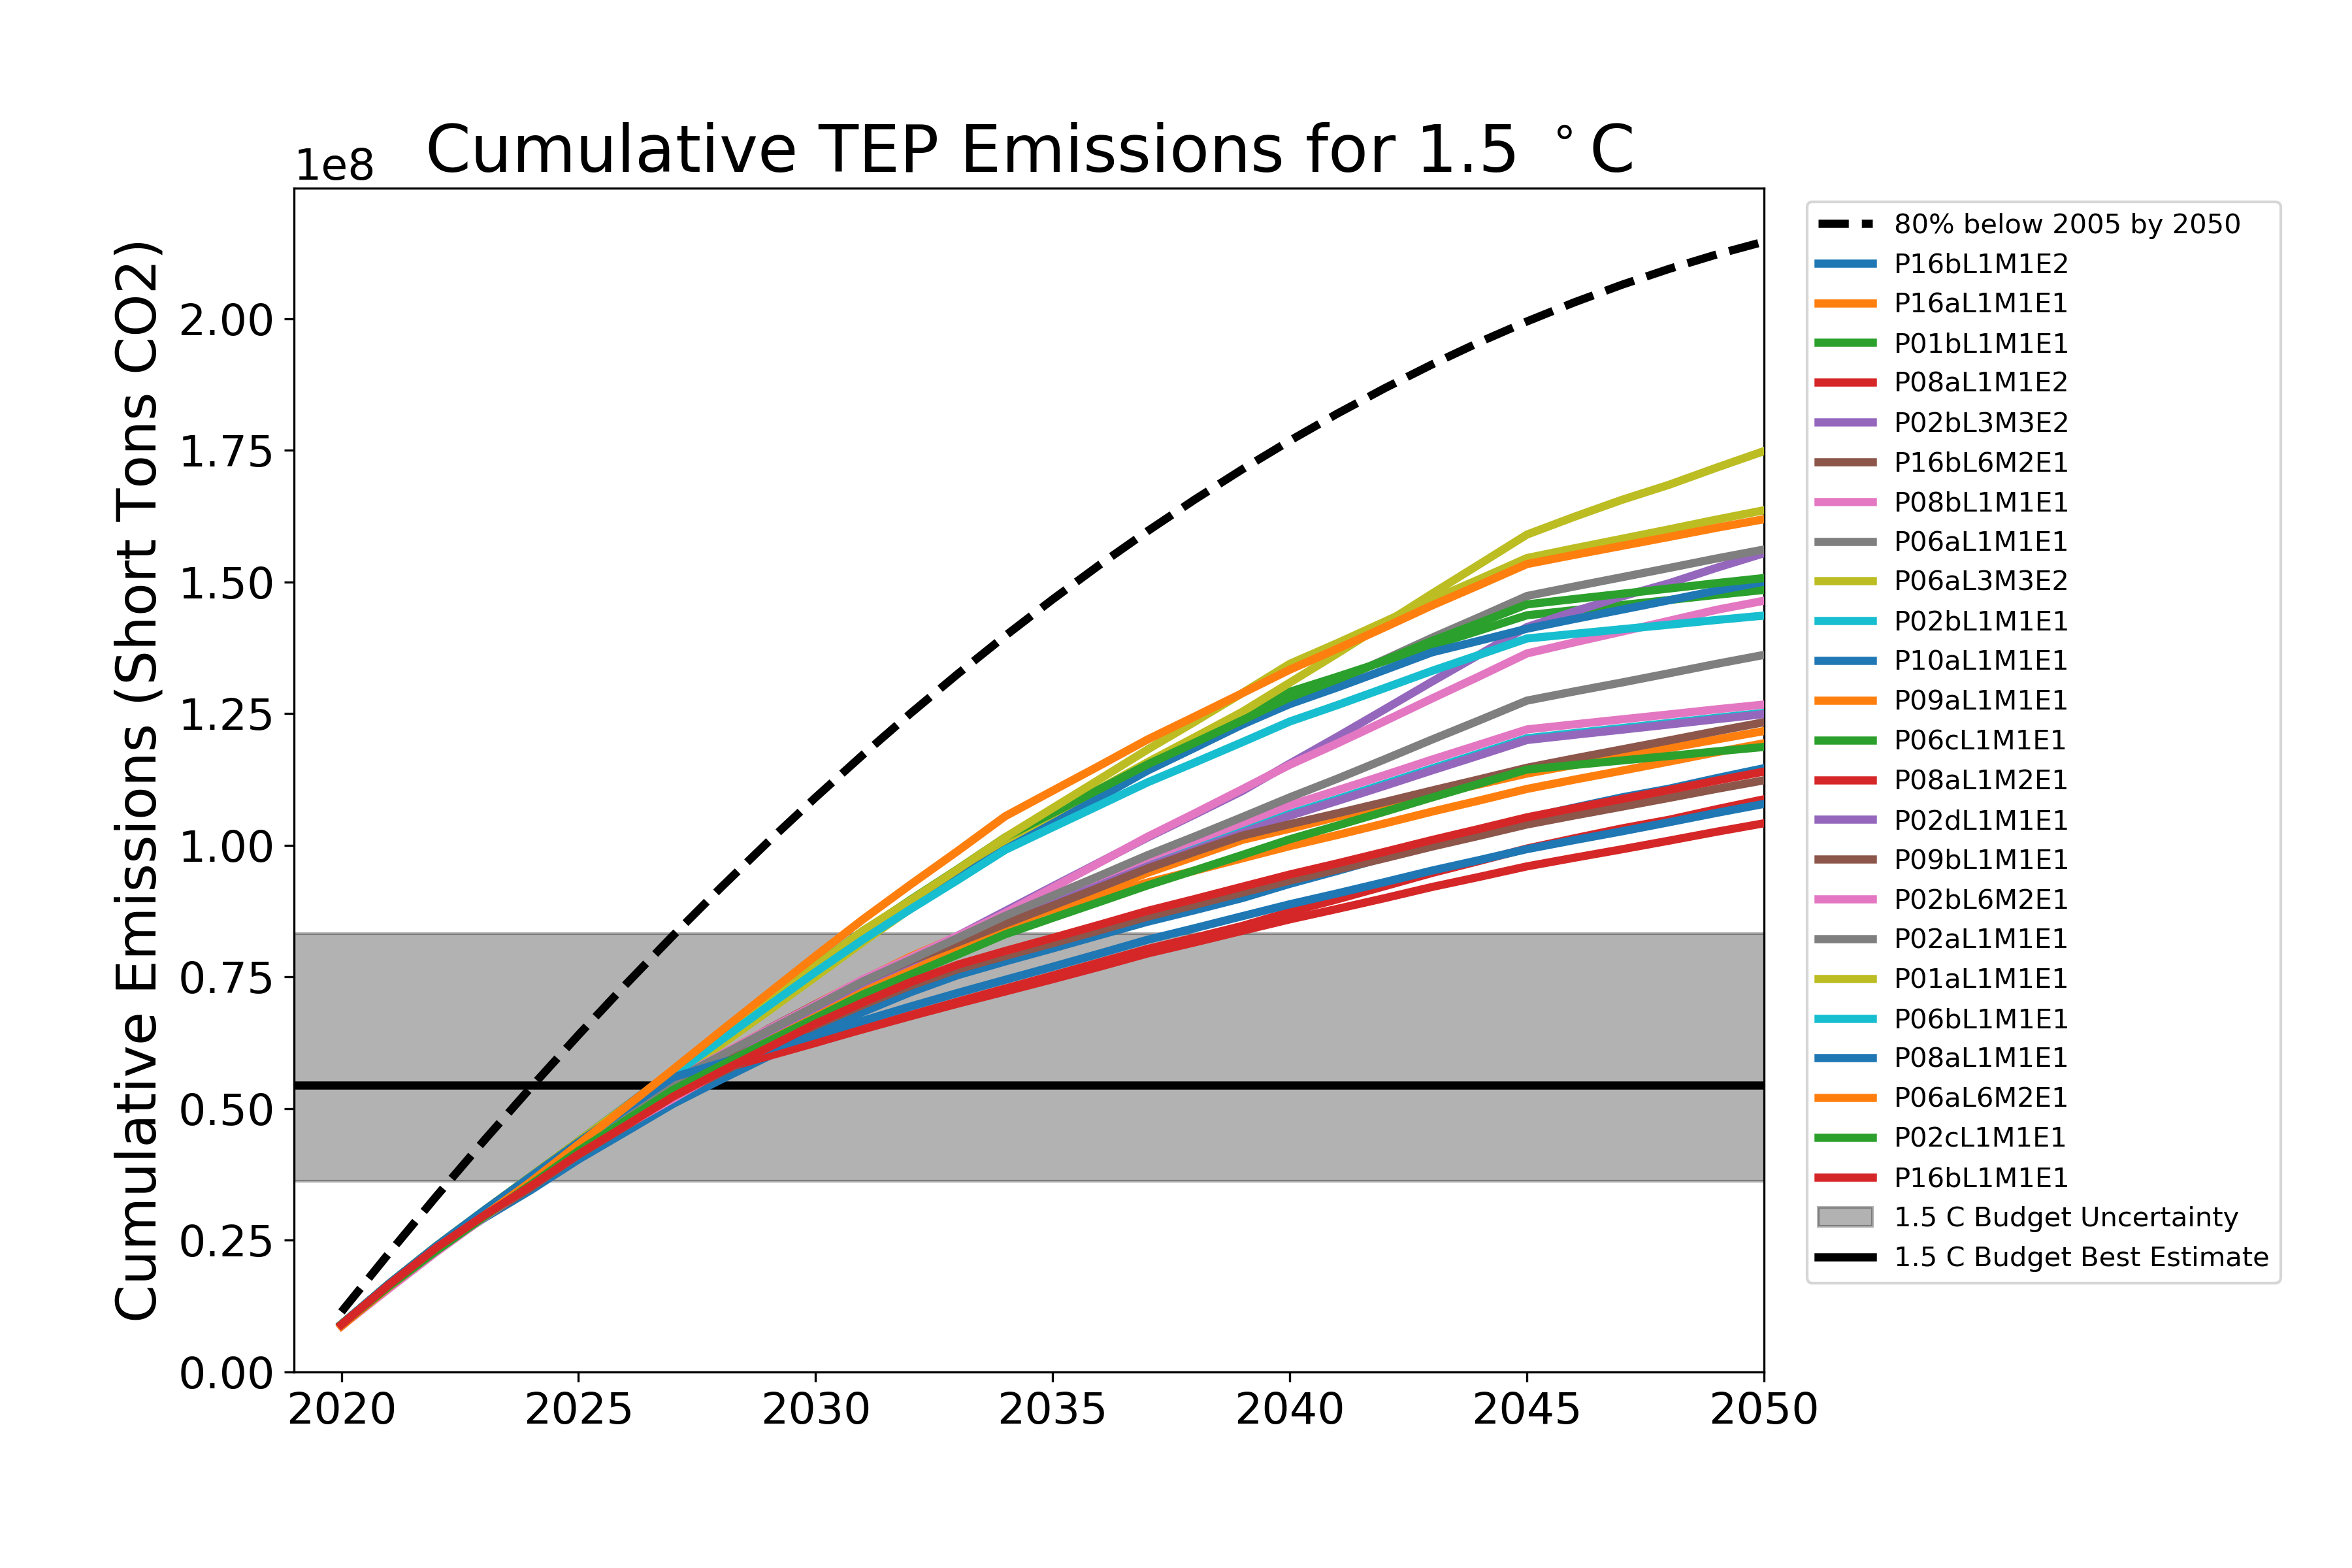 Cumulative TEP Emissions for 1.5 °C
1e8
Cumulative Emissions (Short Tons CO2)
2.00
1.75
1.50
1.25
1.00
0.75
0.50
0.25
0.00
2020 2025 2030 2035 2040 2045 2050
80% below 2005 by 2050
P16bL1M1E2
P16aL1M1E1
P01bL1M1E1
P08aL1M1E2
P02bL3M3E2
P16bL6M2E1
P08bL1M1E1
P06aL1M1E1
P06aL3M3E2
P02bL1M1E1
P10aL1M1E1
P09aL1M1E1
P06cL1M1E1
P08aL1M2E1
P02dL1M1E1
P09bL1M1E1
P02bL6M2E1
P02aL1M1E1
P01aL1M1E1
P06bL1M1E1
P08aL1M1E1
P06aL6M2E1
P02cL1M1E1
P16bL1M1E1
1.5 C Budget Uncertainty
1.5 C Budget Best Estimate